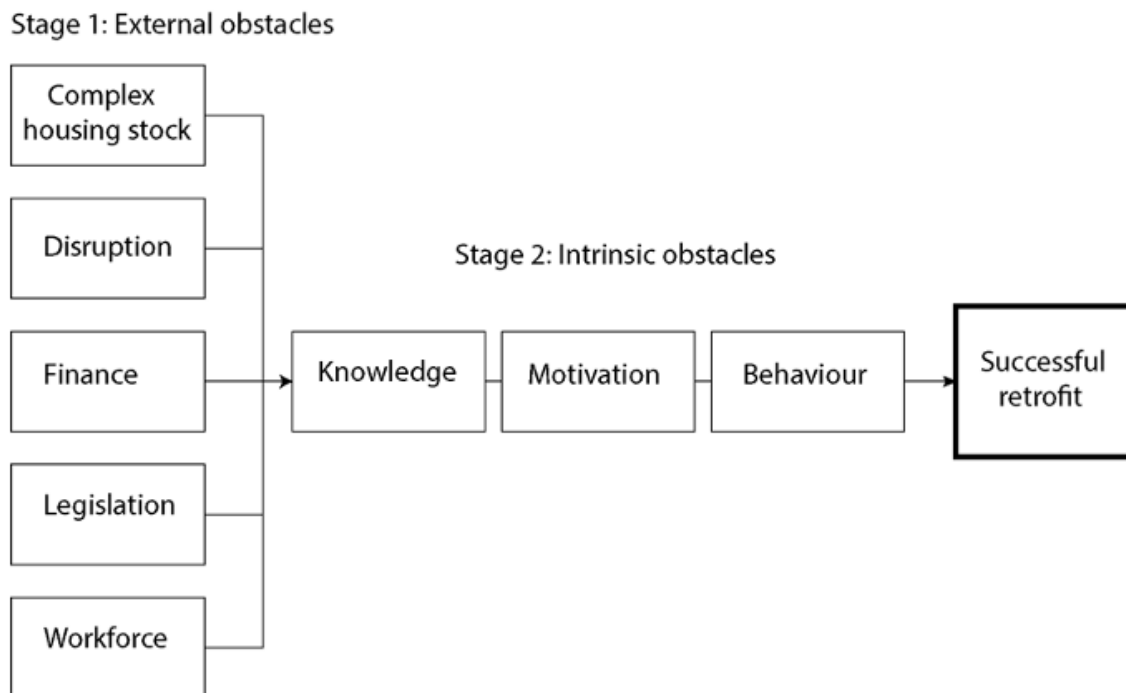 Stage 1: External obstacles
Complex
housing stock
Disruption
Stage 2: Intrinsic obstacles
Finance
Knowledge
Motivation
Behaviour
Successful
retrofit
Legislation
Workforce